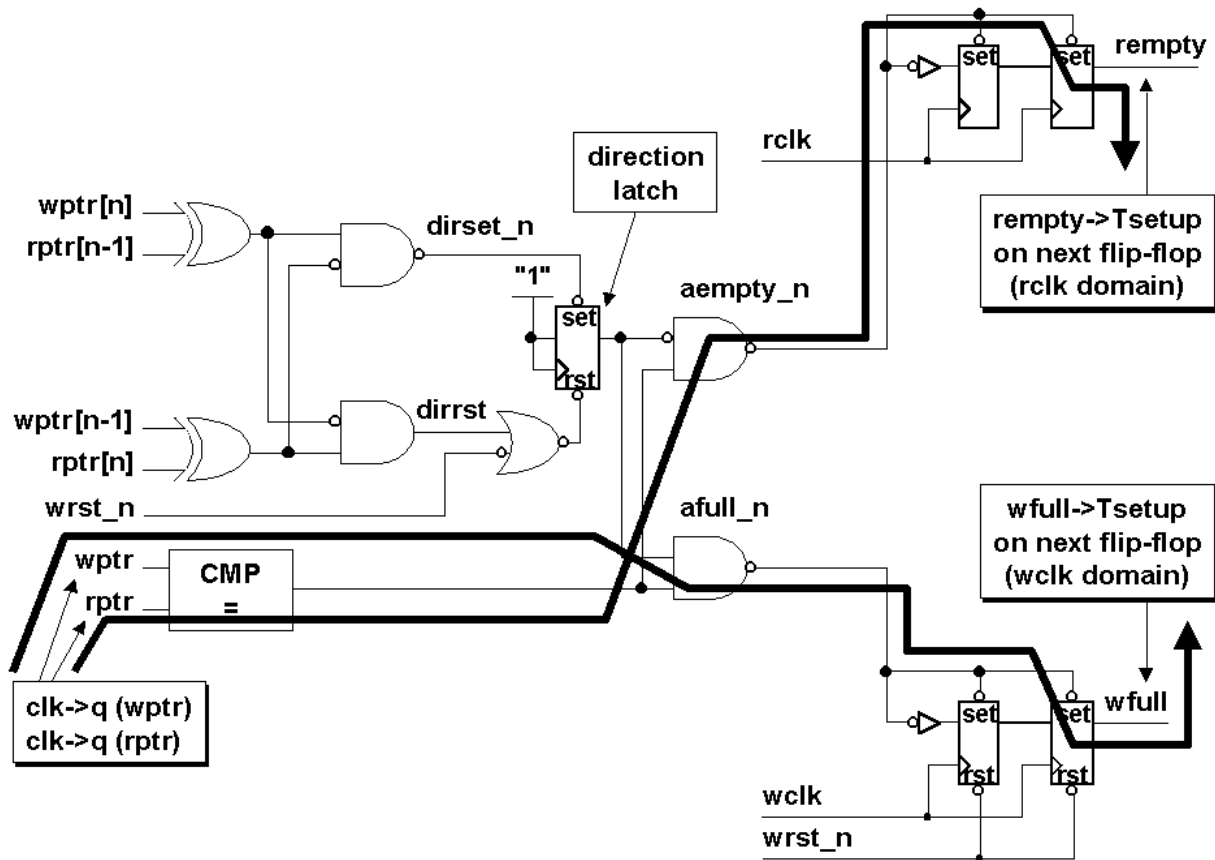 set
set
rempty
rclk
direction
latch
wptr[n]
rptr[n-1]
dirset_n
"1"
aempty_n
rempty->Tsetup
on next flip-flop
(rclk domain)
set
rst
wptr[n-1]
rptr[n]
dirrst
wrst_n
afull_n
wfull->Tsetup
on next flip-flop
(wclk domain)
wptr
rptr
CMP
=
clk->q (wptr)
clk->q (rptr)
set
set
wfull
rst
rst
wclk
wrst_n